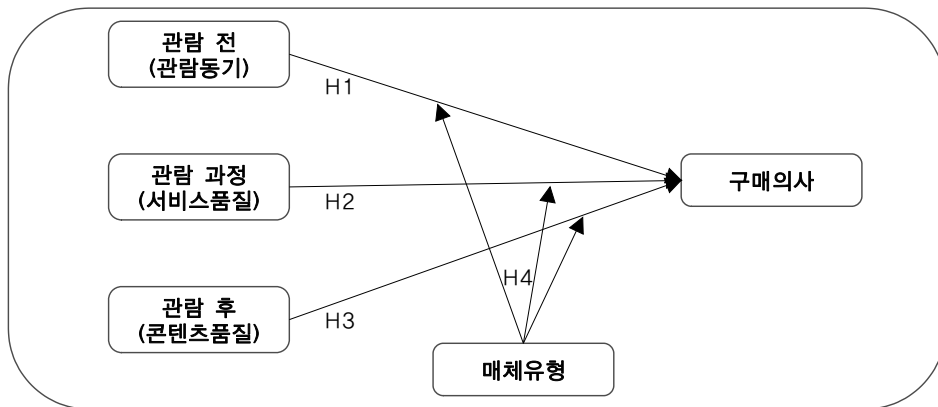 관람 전
(관람동기)
H1
관람 과정
(서비스품질)
H2
구매의사
관람 후
(콘텐츠품질)
H3
H4
매체유형